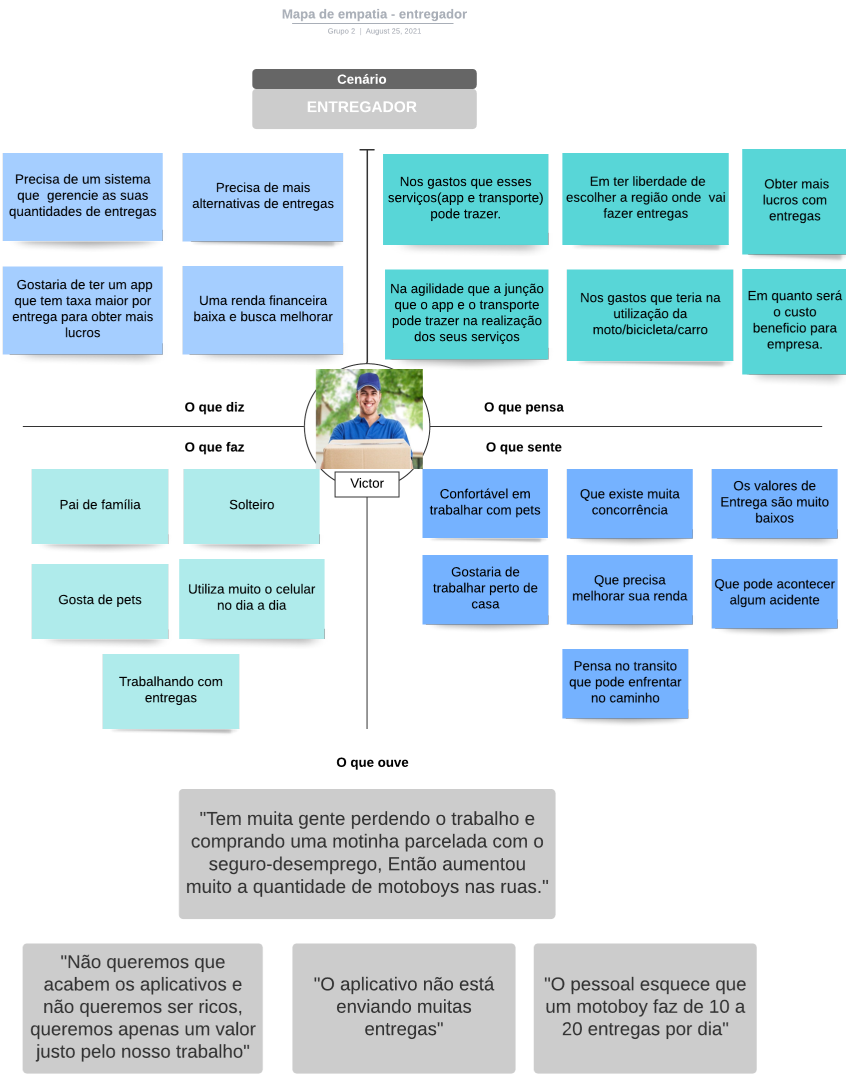 Mapa de empatia - entregador
Grupo 2 | August 25, 2021
Cenário
ENTREGADOR
Precisa de um sistema
que gerencie as suas
quantidades de entregas
Precisa de mais
alternativas de entregas
Nos gastos que esses
serviços(app e transporte)
pode trazer.
Em ter liberdade de
escolher a região onde vai
fazer entregas
Obter mais
lucros com
entregas
Gostaria de ter um app
que tem taxa maior por
entrega para obter mais
lucros
Uma renda financeira
baixa e busca melhorar
Na agilidade que a junção
que o app e o transporte
pode trazer na realização
dos seus serviços
Nos gastos que teria na
utilização da
moto/bicicleta/carro
Em quanto será
o custo
beneficio para
empresa.
O que diz
O que pensa
O que faz
O que sente
Victor
Pai de família
Solteiro
Confortável em
trabalhar com pets
Que existe muita
concorrência
Os valores de
Entrega são muito
baixos
Gosta de pets
Utiliza muito o celular
no dia a dia
Gostaria de
trabalhar perto de
casa
Que precisa
melhorar sua renda
Que pode acontecer
algum acidente
Trabalhando com
entregas
Pensa no transito
que pode enfrentar
no caminho
O que ouve
"Tem muita gente perdendo o trabalho e
comprando uma motinha parcelada com o
seguro-desemprego, Então aumentou
muito a quantidade de motoboys nas ruas."
"Não queremos que
acabem os aplicativos e
não queremos ser ricos,
queremos apenas um valor
justo pelo nosso trabalho"
"O aplicativo não está
enviando muitas
entregas"
"O pessoal esquece que
um motoboy faz de 10 a
20 entregas por dia"